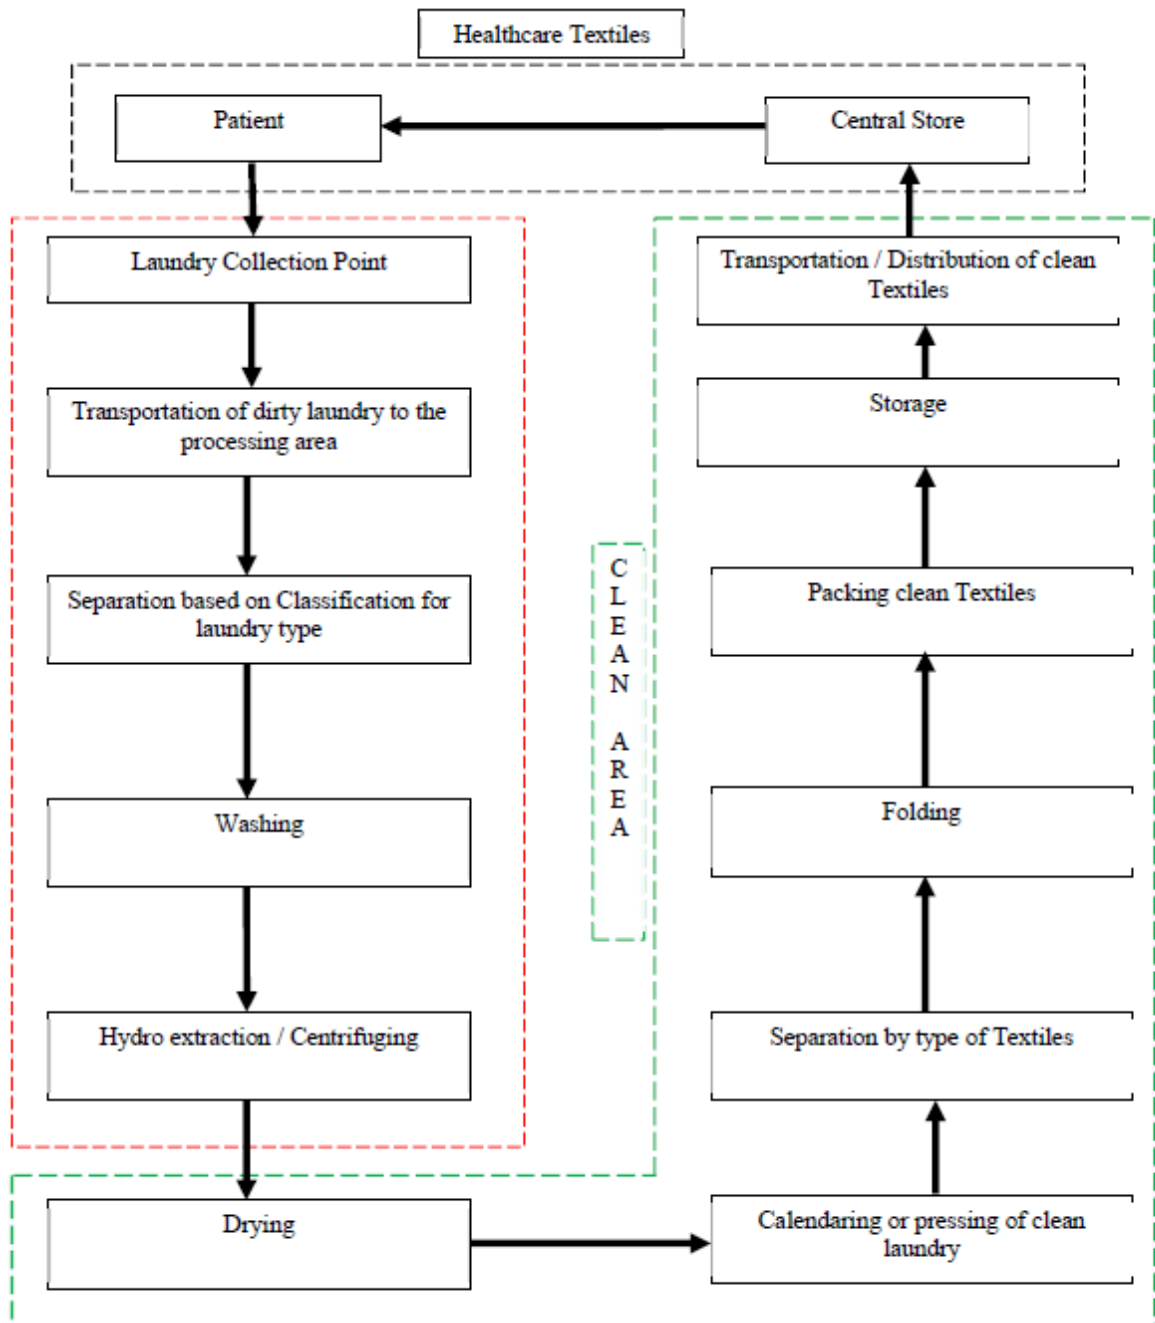 Healthcare Textiles
Patient
Central Store
Laundry Collection Point
Transportation of dirty laundry to the
processing area
Separation based on Classification for
laundry type
Washing
Hydro extraction / Centrifuging
Drying
C
L
E
A
N
A
R
E
A
Transportation / Distribution of clean
Textiles
Storage
Packing clean Textiles
Folding
Separation by type of Textiles
Calendaring or pressing of clean
laundry